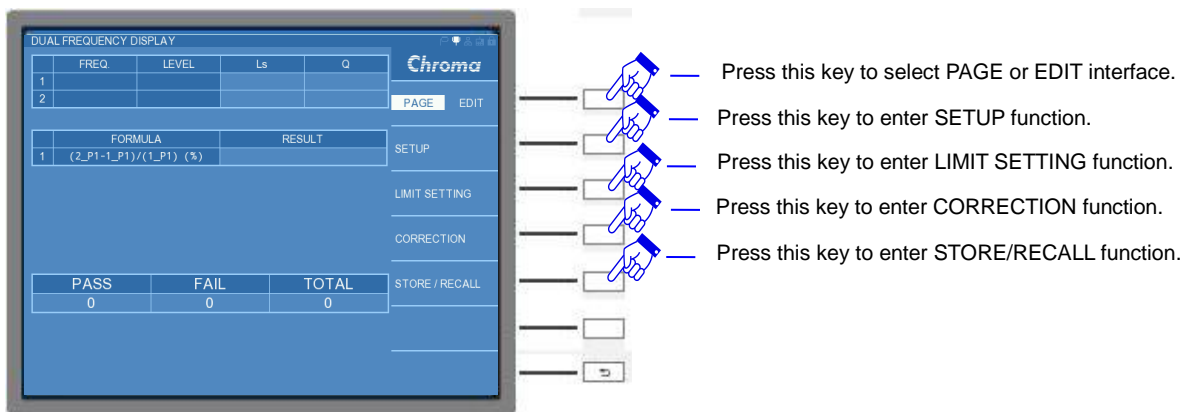 DUAL FREQUENCY DISPLAY
FREQ. LEVEL Ls Q
1
2
FORMULA RESULT
1 (2_P1-1_P1)/(1_P1) (%)
PASS FAIL TOTAL
0 0 0
Chroma
PAGE EDIT
SETUP
LIMIT SETTING
CORRECTION
STORE / RECALL
Press this key to select PAGE or EDIT interface.
Press this key to enter SETUP function.
Press this key to enter LIMIT SETTING function.
Press this key to enter CORRECTION function.
Press this key to enter STORE/RECALL function.